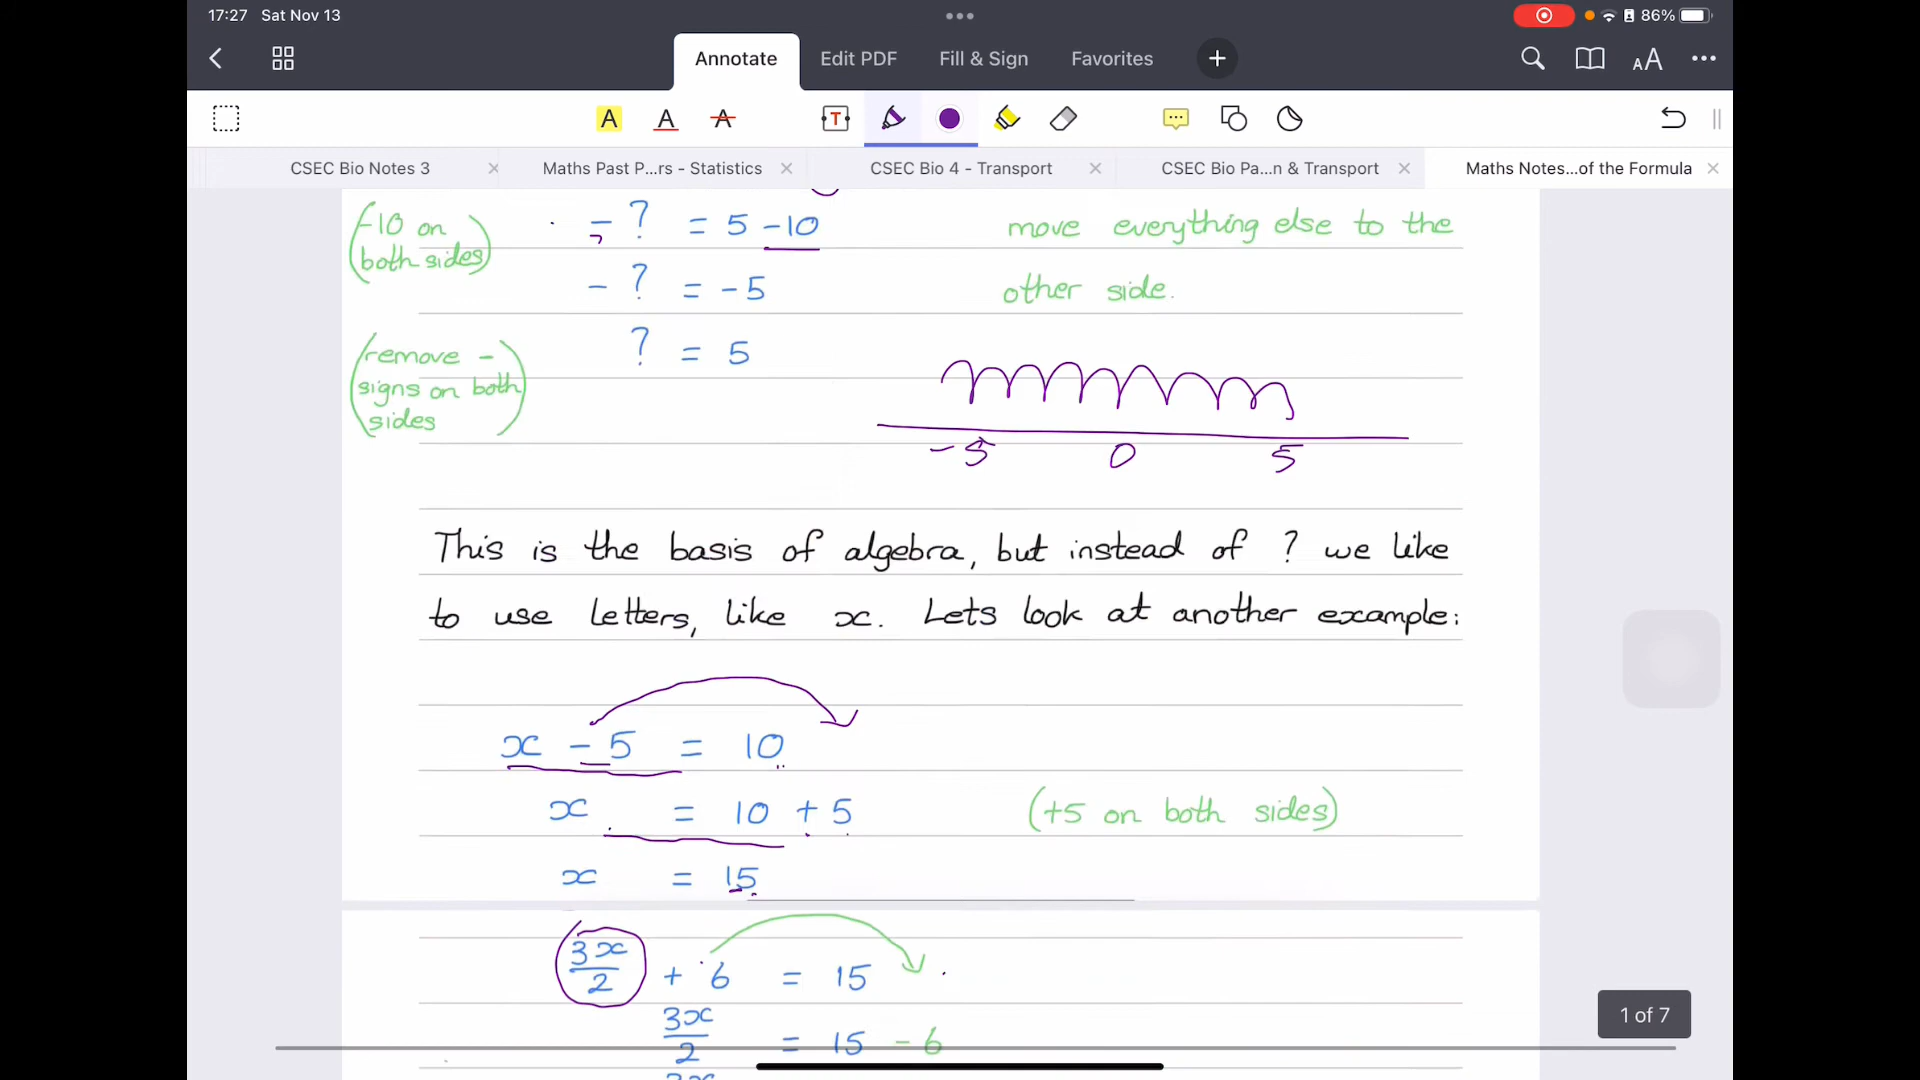 17:27 Sat Nov 13
86%
Annotate Edit PDF Fill & Sign Favorites
AA
A A A T
CSEC Bio Notes 3
Maths Past P...rs - Statistics
CSEC Bio 4 - Transport
CSEC Bio Pa...n & Transport
Maths Notes...of the Formula
(-10 on both sides)
- ? = 5 -10
move everything else to the
other side.
- ? = -5
(remove - signs on both sides)
? = 5
-5 0 5
This is the basis of algebra, but instead of ? we like
to use letters, like x. Lets look at another example:
x - 5 = 10
x = 10 + 5 (+5 on both sides)
x = 15
3x/2 + 6 = 15
3x/2 = 15 - 6
1 of 7